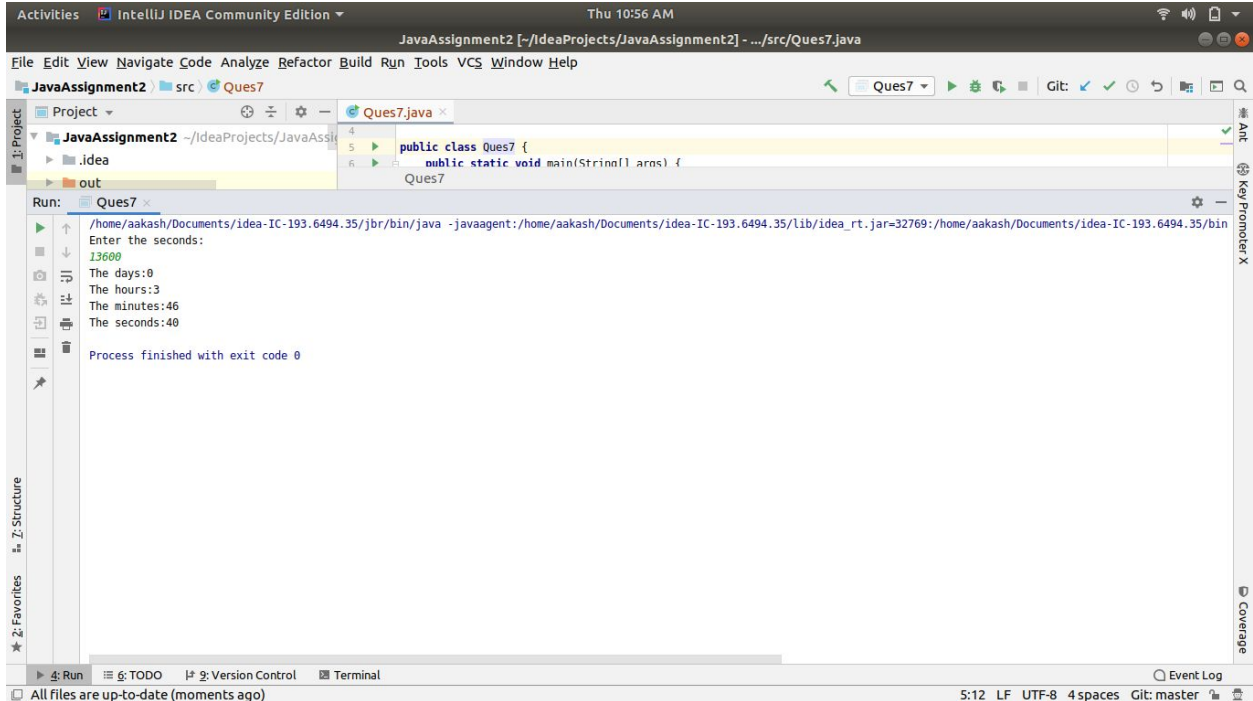 Activities IntelliJ IDEA Community Edition Thu 10:56 AM
JavaAssignment2 [~/IdeaProjects/JavaAssignment2] - .../src/Ques7.java
File Edit View Navigate Code Analyze Refactor Build Run Tools VCS Window Help
JavaAssignment2 src Ques7 Ques7 Git:
1: Project Project Ques7.java
JavaAssignment2 ~/IdeaProjects/JavaAssi
.idea
out
4
5 public class Ques7 {
6 public static void main(String[] args) {
Ques7
Ant
Key Promoter X
Run: Ques7
/home/aakash/Documents/idea-IC-193.6494.35/jbr/bin/java -javaagent:/home/aakash/Documents/idea-IC-193.6494.35/lib/idea_rt.jar=32769:/home/aakash/Documents/idea-IC-193.6494.35/bin
Enter the seconds:
13600
The days:0
The hours:3
The minutes:46
The seconds:40
Process finished with exit code 0
Z: Structure
2: Favorites
Coverage
4: Run 6: TODO 9: Version Control Terminal Event Log
All files are up-to-date (moments ago) 5:12 LF UTF-8 4 spaces Git: master